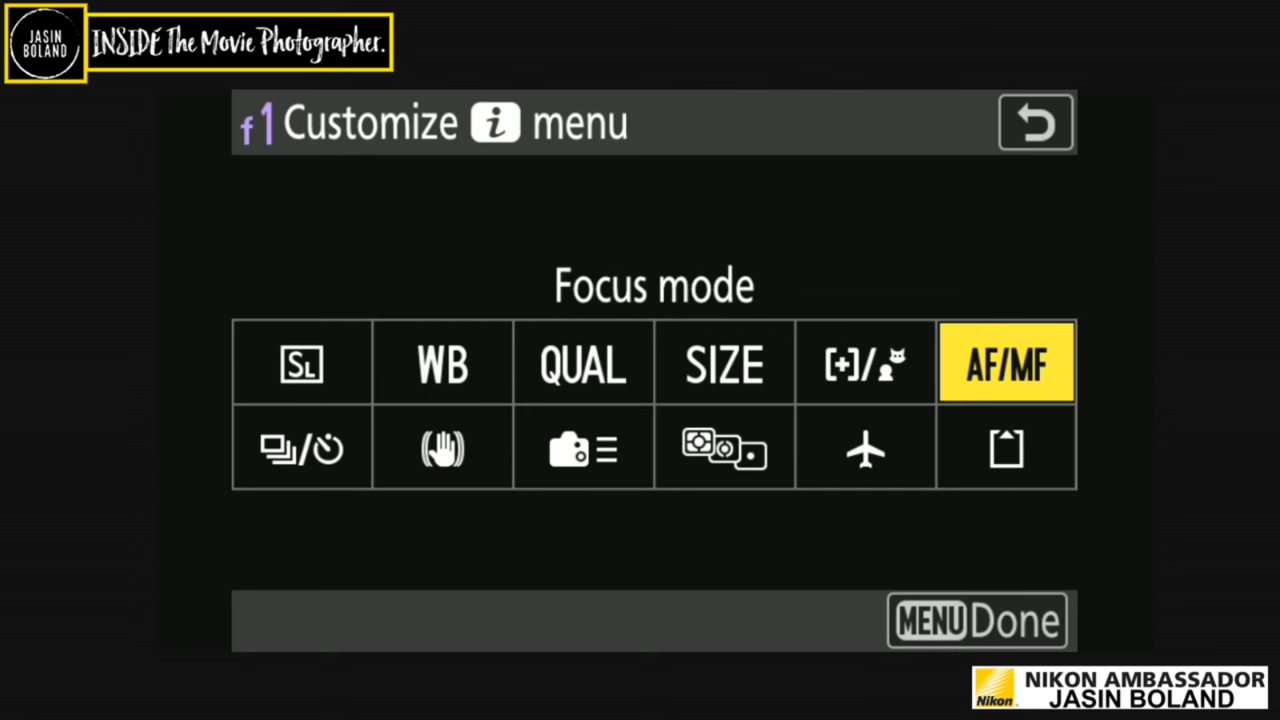 JASIN
BOLAND
INSIDE The Movie Photographer.
f1 Customize i menu
Focus mode
SL WB QUAL SIZE [+]/ AF/MF
/
MENU Done
Nikon
NIKON AMBASSADOR
JASIN BOLAND